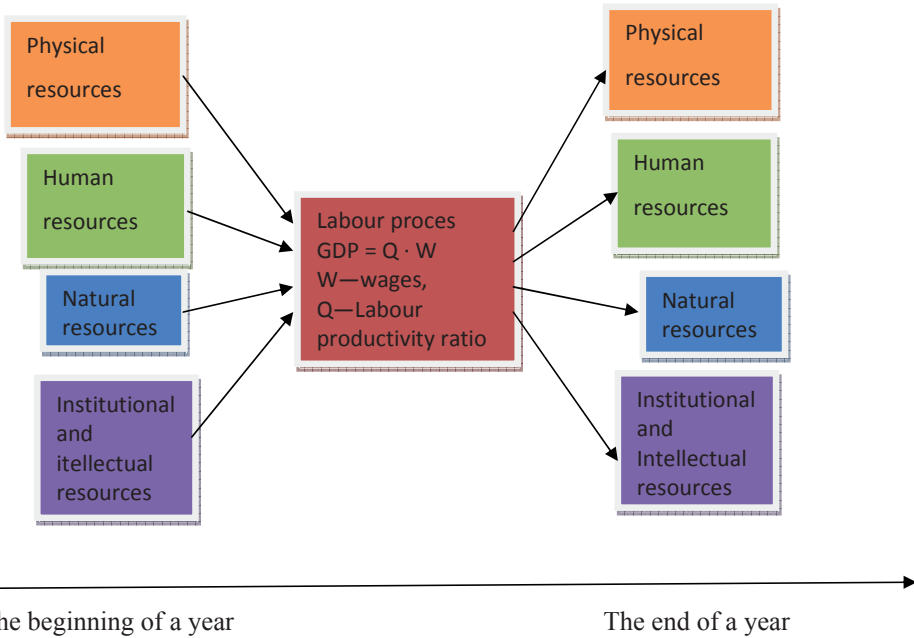 Physical
resources
Human
resources
Natural
resources
Institutional
and
itellectual
resources
Labour proces
GDP = Q · W
W—wages,
Q—Labour
productivity ratio
Physical
resources
Human
resources
Natural
resources
Institutional
and
Intellectual
resources
he beginning of a year
The end of a year